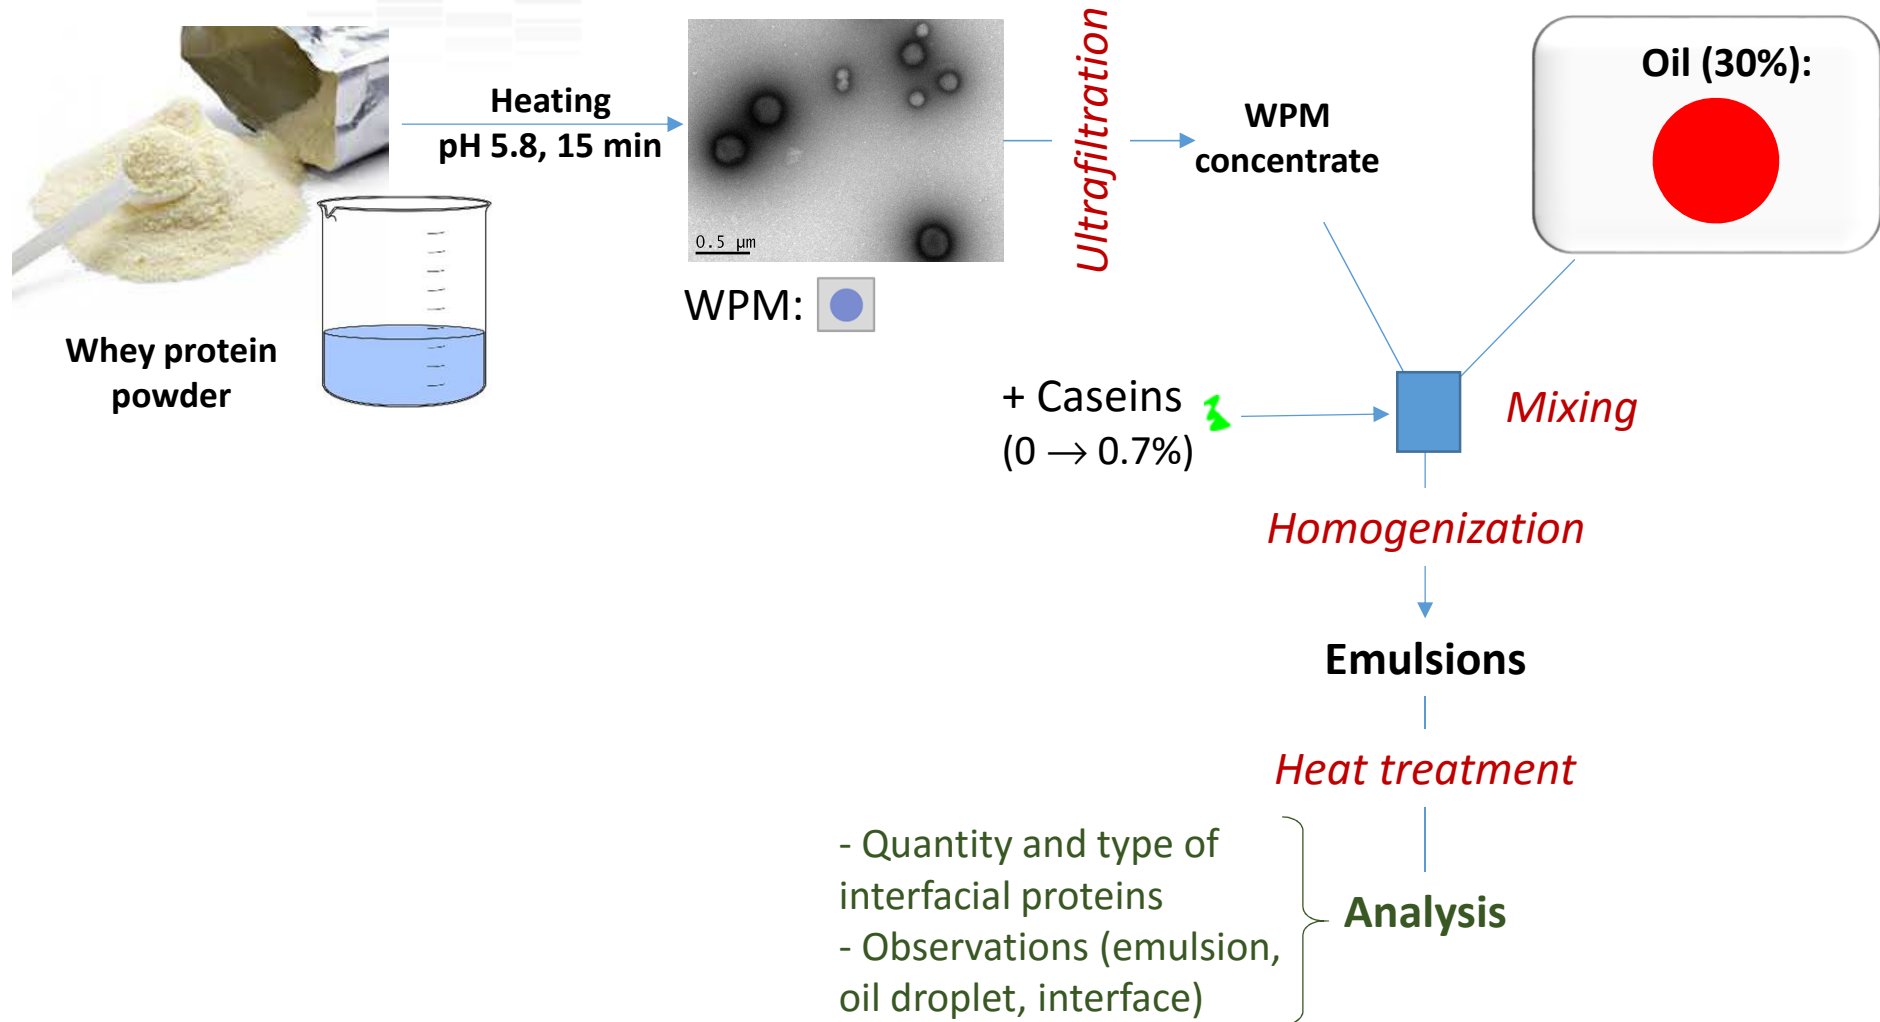 Heating
pH 5.8, 15 min
Whey protein
powder
0.5 µm
WPM:
Ultrafiltration
WPM
concentrate
Oil (30%):
+ Caseins
(0 → 0.7%)
Mixing
Homogenization
Emulsions
Heat treatment
- Quantity and type of
interfacial proteins
- Observations (emulsion,
oil droplet, interface)
Analysis